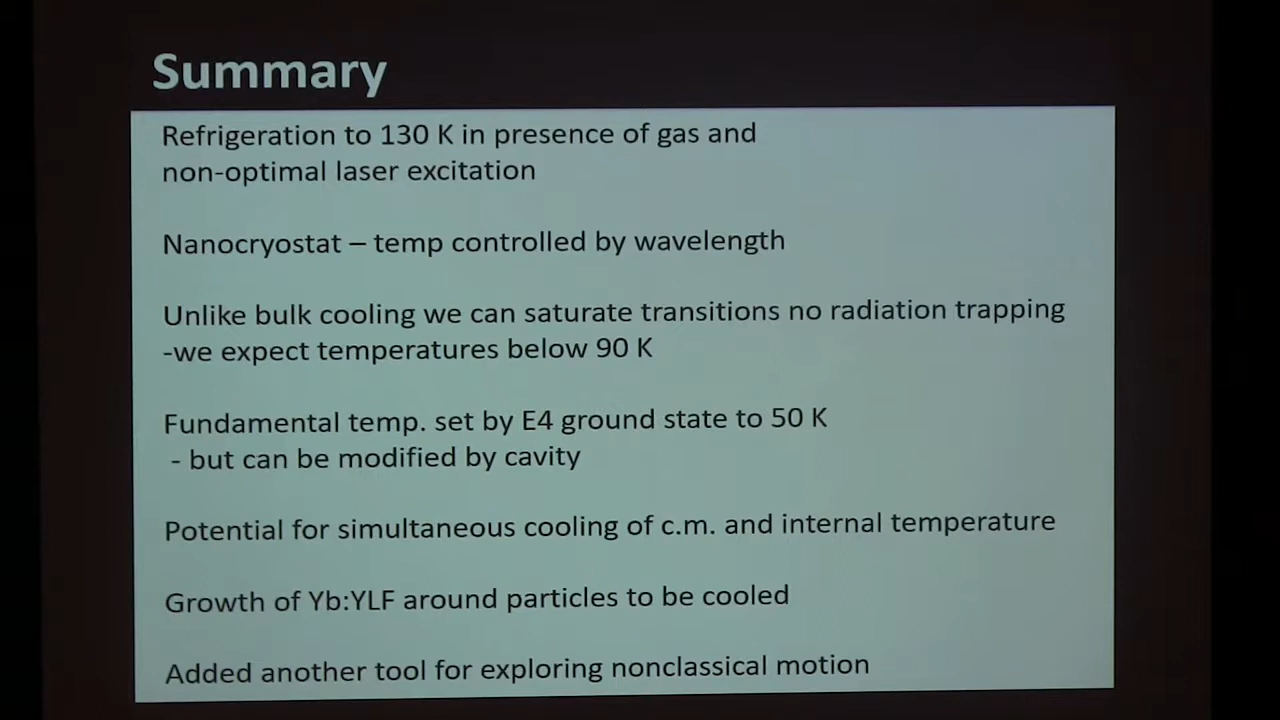 Summary
Refrigeration to 130 K in presence of gas and
non-optimal laser excitation
Nanocryostat – temp controlled by wavelength
Unlike bulk cooling we can saturate transitions no radiation trapping
-we expect temperatures below 90 K
Fundamental temp. set by E4 ground state to 50 K
- but can be modified by cavity
Potential for simultaneous cooling of c.m. and internal temperature
Growth of Yb:YLF around particles to be cooled
Added another tool for exploring nonclassical motion